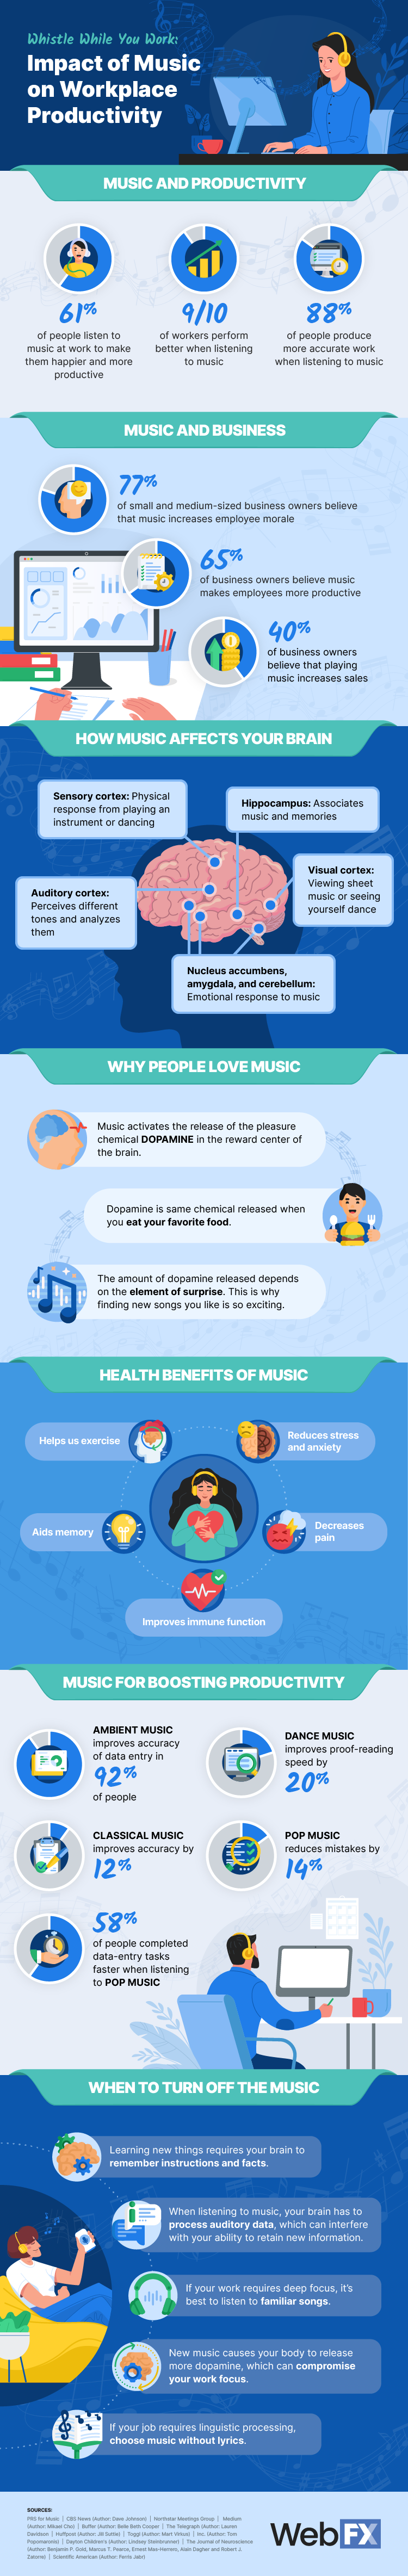 Whistle While You Work:
Impact of Music
on Workplace
Productivity
MUSIC AND PRODUCTIVITY
61%
of people listen to
music at work to make
them happier and more
productive
9/10
of workers perform
better when listening
to music
88%
of people produce
more accurate work
when listening to music
MUSIC AND BUSINESS
77%
of small and medium-sized business owners believe
that music increases employee morale
65%
of business owners believe music
makes employees more productive
40%
of business owners
believe that playing
music increases sales
HOW MUSIC AFFECTS YOUR BRAIN
Sensory cortex: Physical
response from playing an
instrument or dancing
Hippocampus: Associates
music and memories
Visual cortex:
Viewing sheet
music or seeing
yourself dance
Auditory cortex:
Perceives different
tones and analyzes
them
Nucleus accumbens,
amygdala, and cerebellum:
Emotional response to music
WHY PEOPLE LOVE MUSIC
Music activates the release of the pleasure
chemical DOPAMINE in the reward center of
the brain.
Dopamine is same chemical released when
you eat your favorite food.
The amount of dopamine released depends
on the element of surprise. This is why
finding new songs you like is so exciting.
HEALTH BENEFITS OF MUSIC
Helps us exercise
Reduces stress
and anxiety
Aids memory
Decreases
pain
Improves immune function
MUSIC FOR BOOSTING PRODUCTIVITY
AMBIENT MUSIC
improves accuracy
of data entry in
92%
of people
DANCE MUSIC
improves proof-reading
speed by
20%
CLASSICAL MUSIC
improves accuracy by
12%
POP MUSIC
reduces mistakes by
14%
58%
of people completed
data-entry tasks
faster when listening
to POP MUSIC
WHEN TO TURN OFF THE MUSIC
Learning new things requires your brain to
remember instructions and facts.
When listening to music, your brain has to
process auditory data, which can interfere
with your ability to retain new information.
If your work requires deep focus, it's
best to listen to familiar songs.
New music causes your body to release
more dopamine, which can compromise
your work focus.
If your job requires linguistic processing,
choose music without lyrics.
SOURCES:
PRS for Music | CBS News (Author: Dave Johnson) | Northstar Meetings Group | Medium
(Author: Mikael Cho) | Buffer (Author: Belle Beth Cooper | The Telegraph (Author: Lauren
Davidson | Huffpost (Author: Jill Suttie) | Toggl (Author: Mart Virkus) | Inc. (Author: Tom
Popomaronis) | Dayton Children's (Author: Lindsey Steinbrunner) | The Journal of Neuroscience
(Author: Benjamin P. Gold, Marcus T. Pearce, Ernest Mas-Herrero, Alain Dagher and Robert J.
Zatorre) | Scientific American (Author: Ferris Jabr)
WebFX